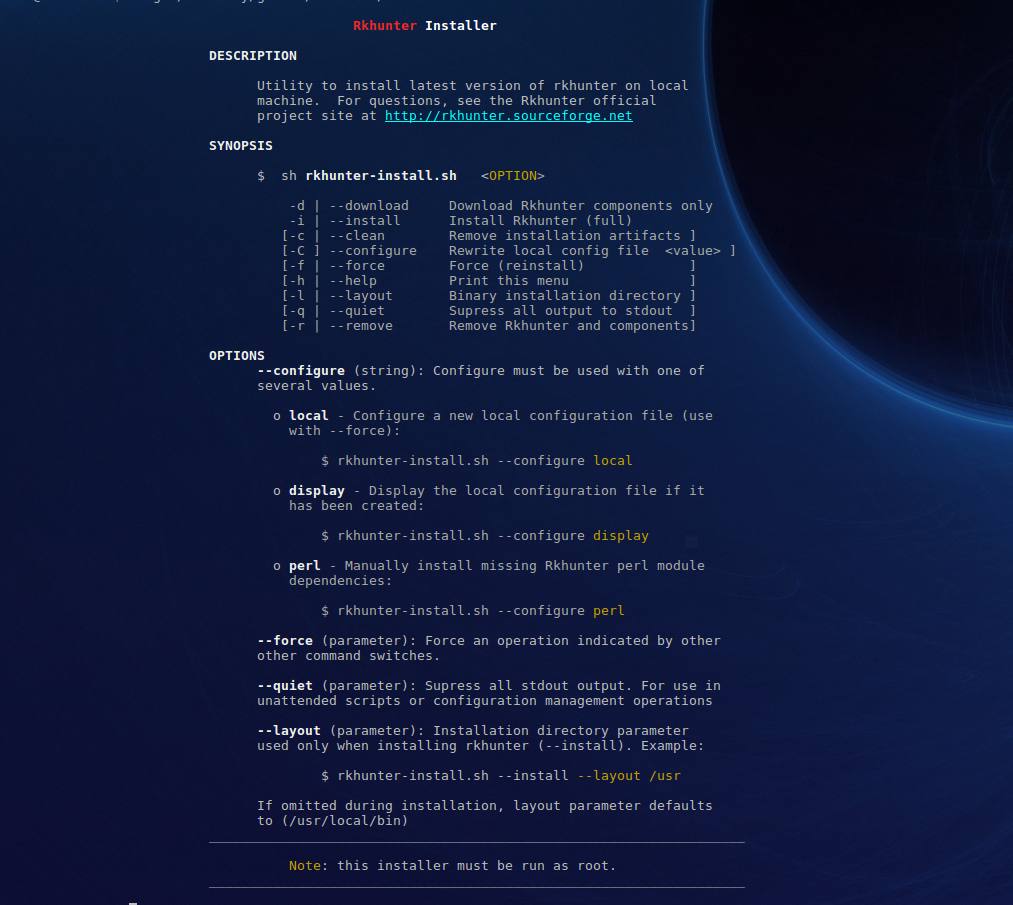 Rkhunter Installer
DESCRIPTION
Utility to install latest version of rkhunter on local
machine.  For questions, see the Rkhunter official
project site at http://rkhunter.sourceforge.net
SYNOPSIS
$  sh rkhunter-install.sh   <OPTION>
-d | --download     Download Rkhunter components only
-i | --install      Install Rkhunter (full)
[-c | --clean        Remove installation artifacts ]
[-C ] --configure    Rewrite local config file  <value> ]
[-f | --force        Force (reinstall)             ]
[-h | --help         Print this menu               ]
[-l | --layout       Binary installation directory ]
[-q | --quiet        Supress all output to stdout  ]
[-r | --remove       Remove Rkhunter and components]
OPTIONS
--configure (string): Configure must be used with one of
several values.
o local - Configure a new local configuration file (use
with --force):
$ rkhunter-install.sh --configure local
o display - Display the local configuration file if it
has been created:
$ rkhunter-install.sh --configure display
o perl - Manually install missing Rkhunter perl module
dependencies:
$ rkhunter-install.sh --configure perl
--force (parameter): Force an operation indicated by other
other command switches.
--quiet (parameter): Supress all stdout output. For use in
unattended scripts or configuration management operations
--layout (parameter): Installation directory parameter
used only when installing rkhunter (--install). Example:
$ rkhunter-install.sh --install --layout /usr
If omitted during installation, layout parameter defaults
to (/usr/local/bin)
Note: this installer must be run as root.